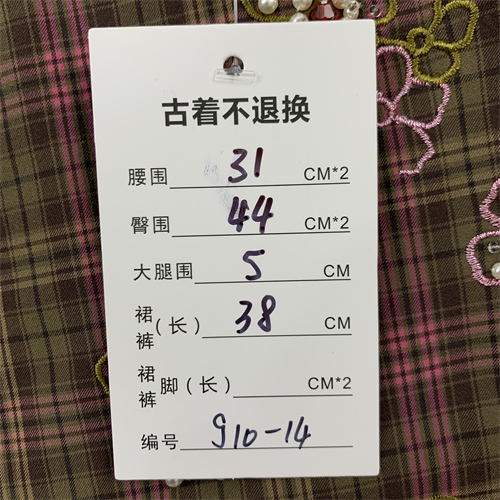 古着不退换
腰围 31 CM*2
臀围 44 CM*2
大腿围 5 CM
裙裤(长) 38 CM
裙裤脚(长) CM*2
编号 910-14